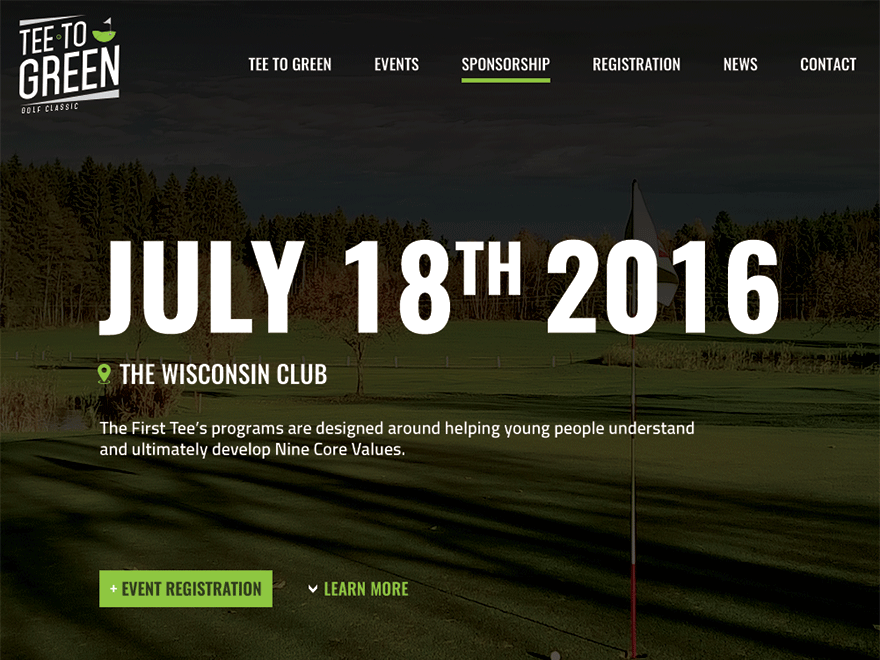 TEE TO
GREEN
GOLF CLASSIC
TEE TO GREEN EVENTS SPONSORSHIP REGISTRATION NEWS CONTACT
JULY 18TH 2016
THE WISCONSIN CLUB
The First Tee’s programs are designed around helping young people understand
and ultimately develop Nine Core Values.
+ EVENT REGISTRATION LEARN MORE